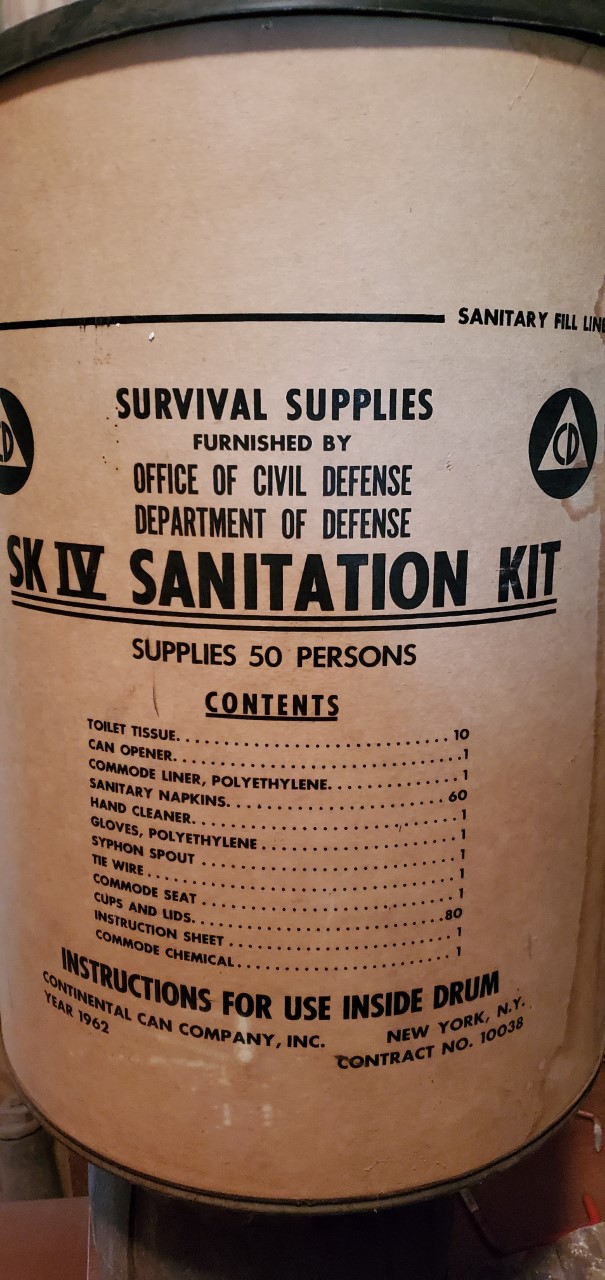 SANITARY FILL LINE
SURVIVAL SUPPLIES
FURNISHED BY
OFFICE OF CIVIL DEFENSE
DEPARTMENT OF DEFENSE
CD
CD
SK IV SANITATION KIT
SUPPLIES 50 PERSONS
CONTENTS
TOILET TISSUE. . . . . . . . . . . . . . . . . . . . . . . . . . . . . . 10
CAN OPENER. . . . . . . . . . . . . . . . . . . . . . . . . . . . . . . .1
COMMODE LINER, POLYETHYLENE. . . . . . . . . . . . . 1
SANITARY NAPKINS. . . . . . . . . . . . . . . . . . . . . . . . 60
HAND CLEANER. . . . . . . . . . . . . . . . . . . . . . . . . . . . 1
GLOVES, POLYETHYLENE . . . . . . . . . . . . . . . . . . . . 1
SYPHON SPOUT . . . . . . . . . . . . . . . . . . . . . . . . . . . 1
TIE WIRE . . . . . . . . . . . . . . . . . . . . . . . . . . . . . . . . . 1
COMMODE SEAT . . . . . . . . . . . . . . . . . . . . . . . . . . . 1
CUPS AND LIDS. . . . . . . . . . . . . . . . . . . . . . . . . . . .80
INSTRUCTION SHEET . . . . . . . . . . . . . . . . . . . . . . . 1
COMMODE CHEMICAL. . . . . . . . . . . . . . . . . . . . . . . 1
INSTRUCTIONS FOR USE INSIDE DRUM
CONTINENTAL CAN COMPANY, INC. NEW YORK, N.Y.
YEAR 1962 CONTRACT NO. 10038